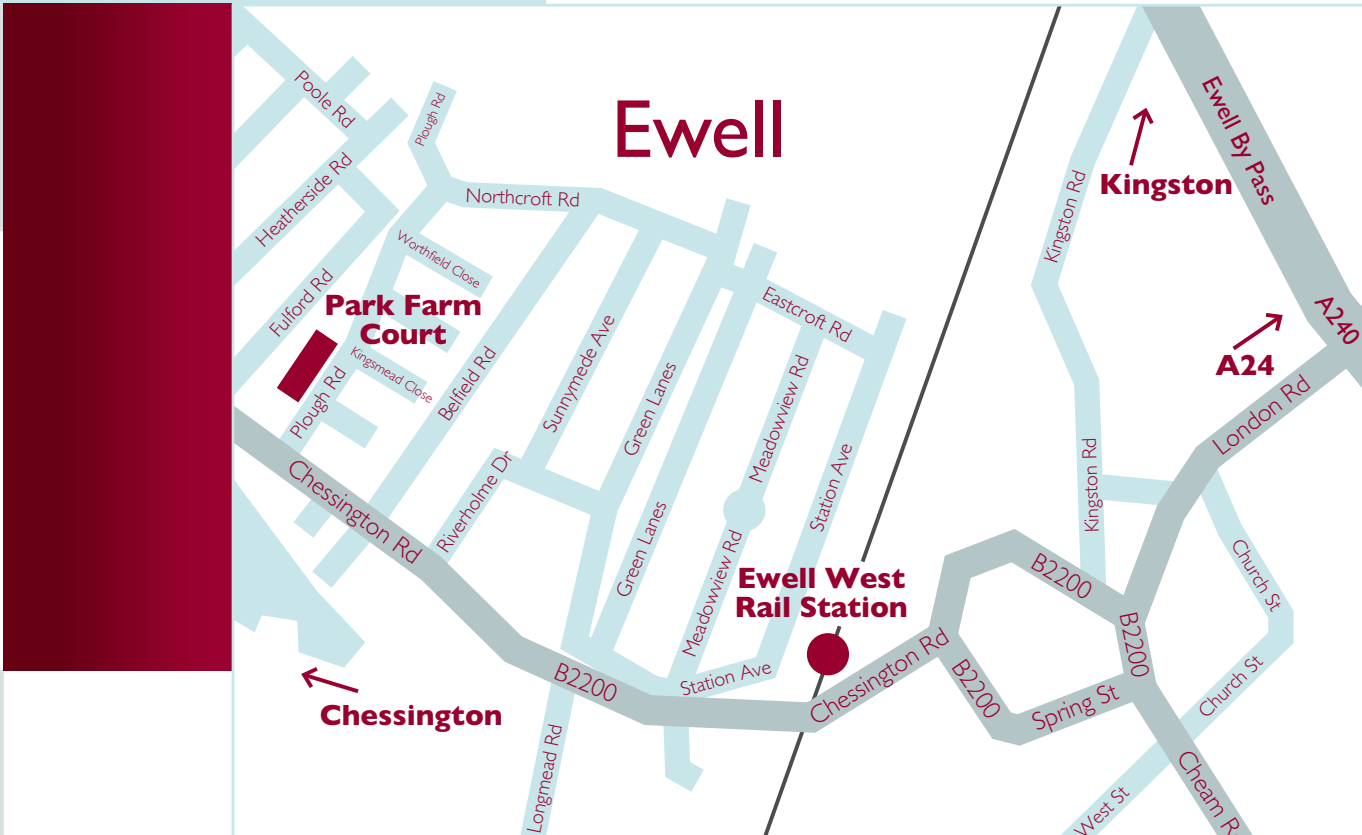 Ewell
Poole Rd
Plough Rd
Heatherside Rd
Northcroft Rd
Worthfield Close
Fulford Rd
Park Farm
Court
Kingsmead Close
Plough Rd
Belfield Rd
Sunnymede Ave
Green Lanes
Eastcroft Rd
Meadowview Rd
Station Ave
Kingston Rd
Kingston
Ewell By Pass
A240
A24
London Rd
Kingston Rd
Chessington Rd
Riverholme Dr
Green Lanes
Meadowview Rd
Ewell West
Rail Station
B2200
Church St
B2200
Chessington Rd
B2200
Station Ave
B2200
Spring St
Church St
Chessington
Longmead Rd
Cheam R
West St